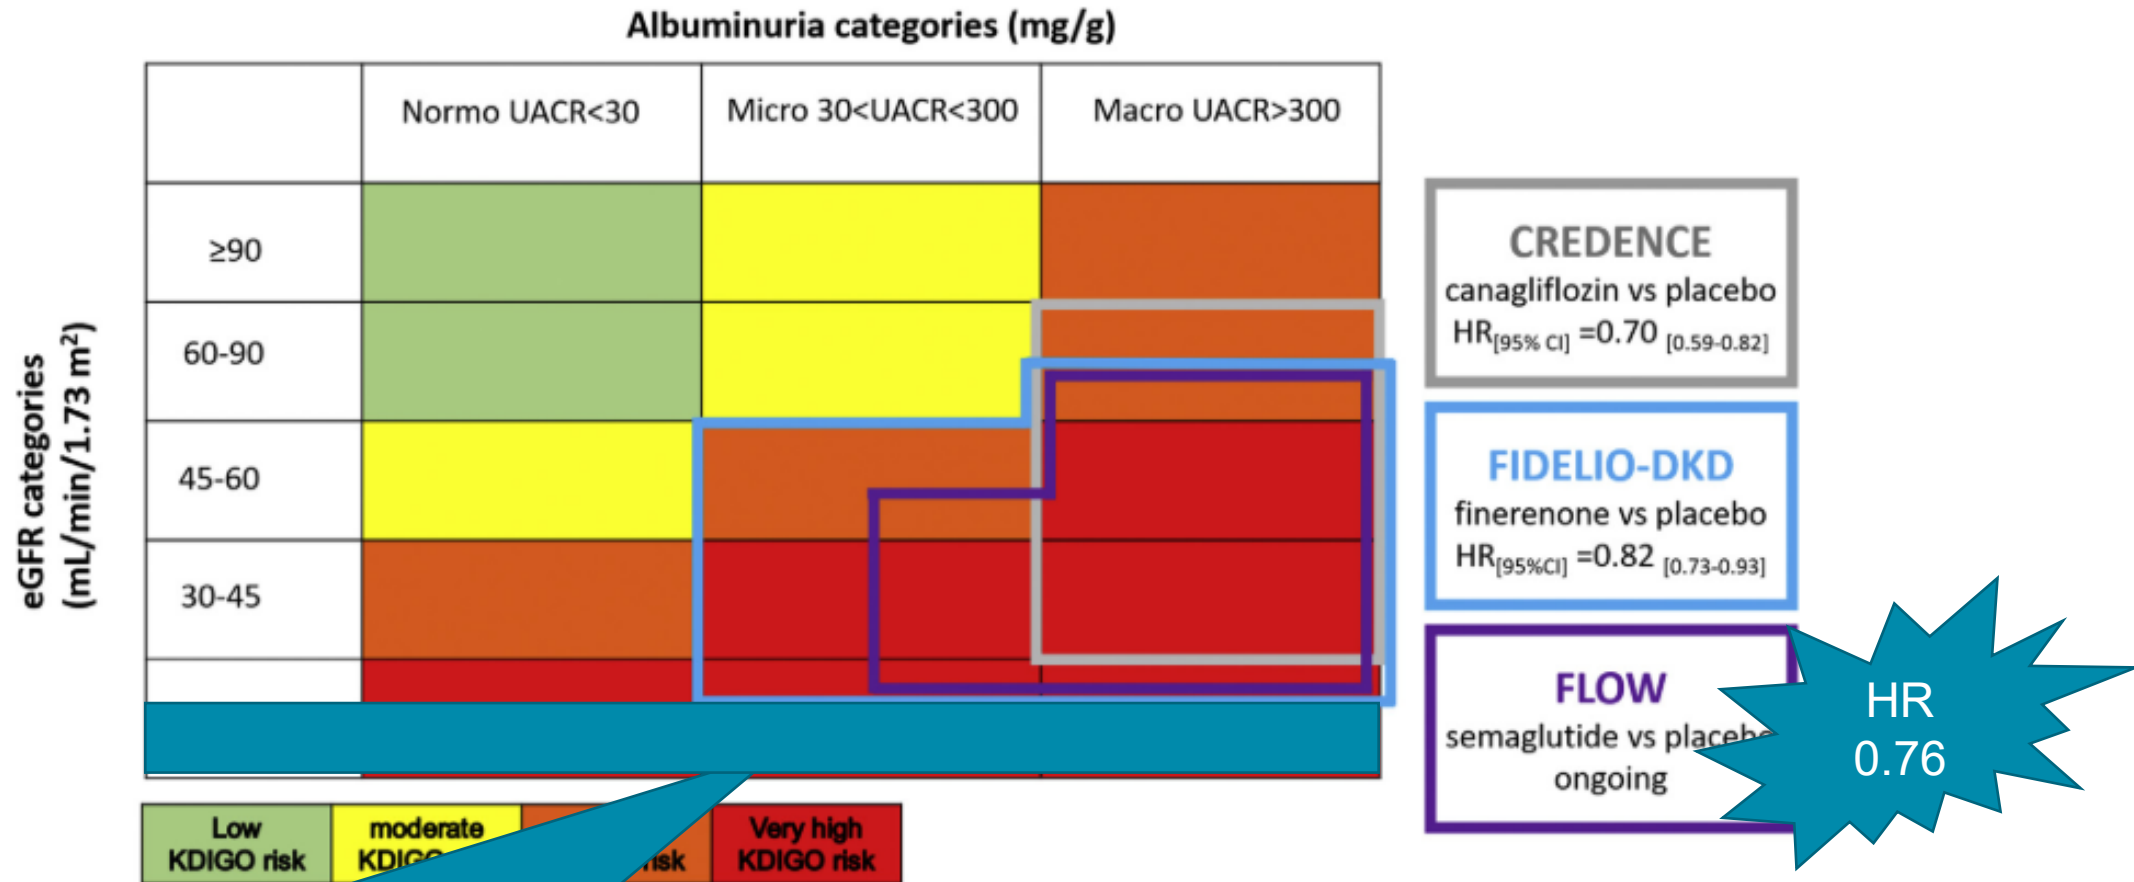 Albuminuria categories (mg/g)
Normo UACR<30
Micro 30<UACR<300
Macro UACR>300
eGFR categories
(mL/min/1.73 m²)
≥90
60-90
45-60
30-45
CREDENCE
canagliflozin vs placebo
HR[95% CI] =0.70 [0.59-0.82]
FIDELIO-DKD
finerenone vs placebo
HR[95%CI] =0.82 [0.73-0.93]
FLOW
semaglutide vs placebo
ongoing
HR
0.76
Low
KDIGO risk
moderate
risk
Very high
KDIGO risk